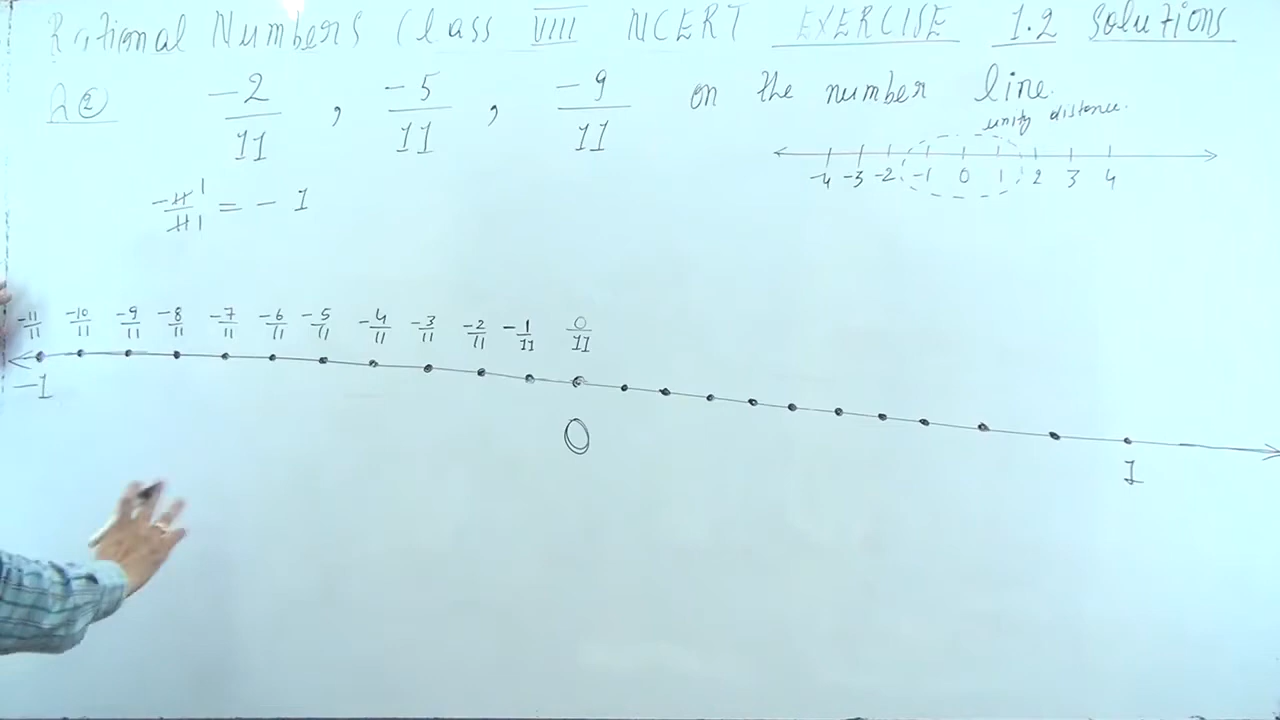 Rational Numbers Class VIII NCERT EXERCISE 1.2 Solutions
Q② -2/11 , -5/11 , -9/11 on the number line.
unity distance.
-4 -3 -2 -1 0 1 2 3 4
-11/11 = -1
-11/11 -10/11 -9/11 -8/11 -7/11 -6/11 -5/11 -4/11 -3/11 -2/11 -1/11 0/11
-1 0 1